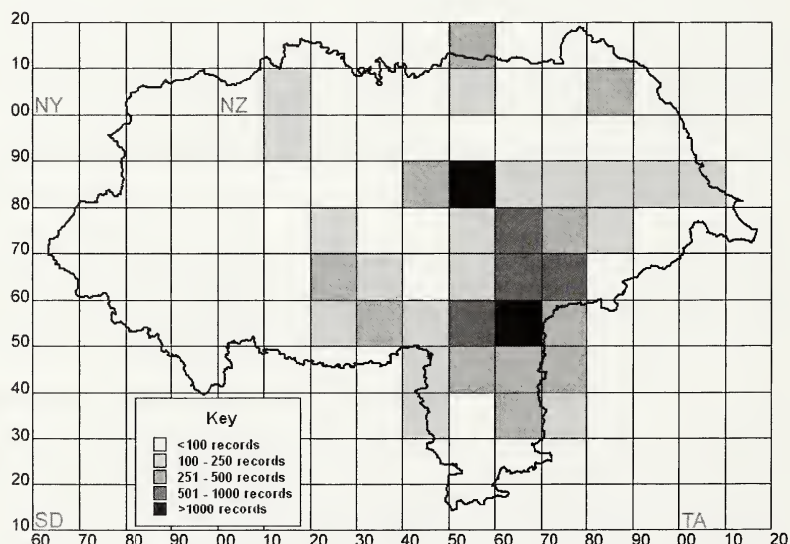 20
10
00 NY NZ
90
80
70
60
50
40
30
20
10 SD TA
Key
<100 records
100 - 250 records
251 - 500 records
501 - 1000 records
>1000 records
60 70 80 90 00 10 20 30 40 50 60 70 80 90 00 10 20